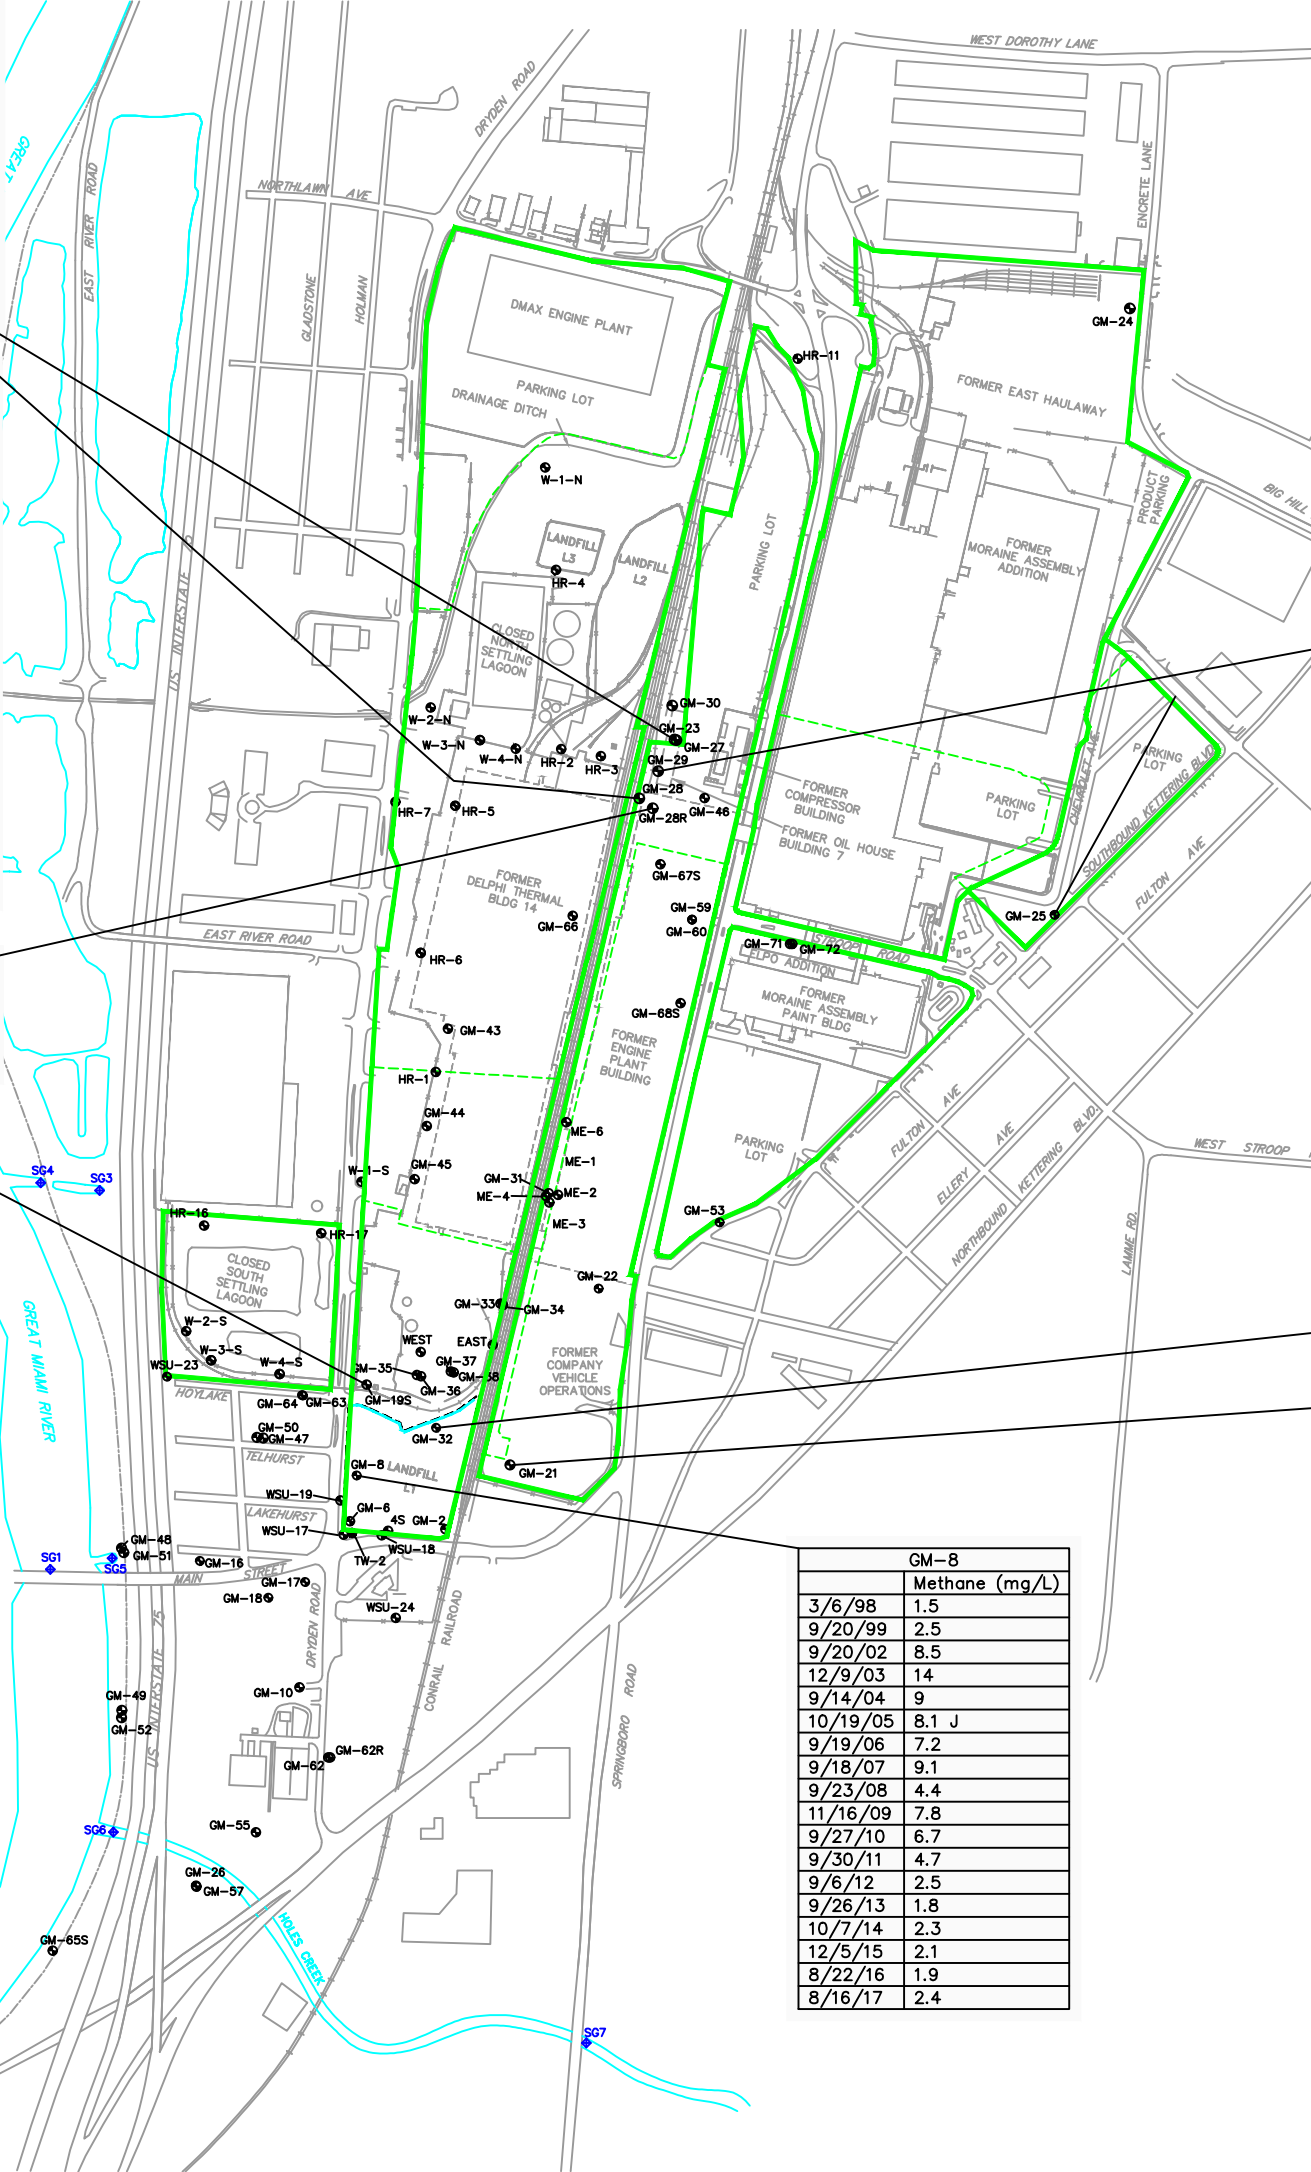 WEST DOROTHY LANE
DRYDEN ROAD
GREAT
EAST RIVER ROAD
NORTHLAWN AVE
ENCRETE LANE
GLADSTONE
HOLMAN
DMAX ENGINE PLANT
GM-24
HR-11
PARKING LOT
DRAINAGE DITCH
FORMER EAST HAULAWAY
W-1-N
PRODUCT
PARKING
BIG HILL
LANDFILL
L3
LANDFILL
L2
PARKING LOT
FORMER
MORAINE ASSEMBLY
ADDITION
HR-4
US INTERSTATE
CLOSED
NORTH
SETTLING
LAGOON
W-2-N
GM-30
W-3-N
GM-23
GM-27
W-4-N
HR-2
HR-3
GM-29
PARKING
LOT
GM-28
HR-7
HR-5
GM-28R
GM-46
FORMER
COMPRESSOR
BUILDING
PARKING
LOT
CHEVROLET AVE
SOUTHBOUND KETTERING BLVD.
FORMER OIL HOUSE
BUILDING 7
FULTON AVE
GM-67S
FORMER
DELPHI THERMAL
BLDG 14
GM-66
GM-59
GM-60
GM-25
EAST RIVER ROAD
GM-71
GM-72
STROOP ROAD
ELPO ADDITION
HR-6
FORMER
MORAINE ASSEMBLY
PAINT BLDG
GM-68S
GM-43
FORMER
ENGINE
PLANT
BUILDING
HR-1
FULTON AVE
ELLERY AVE
NORTHBOUND KETTERING BLVD.
WEST STROOP
GM-44
ME-6
PARKING
LOT
ME-1
SG4
SG3
W-1-S
GM-45
GM-31
ME-2
ME-4
ME-3
HR-16
GM-53
HR-17
LAMME RD.
CLOSED
SOUTH
SETTLING
LAGOON
GM-22
GREAT MIAMI RIVER
GM-33
GM-34
W-2-S
WEST
EAST
W-3-S
WSU-23
W-4-S
GM-35
GM-37
GM-38
GM-36
FORMER
COMPANY
VEHICLE
OPERATIONS
HOYLAKE
GM-64
GM-63
GM-19S
GM-50
GM-47
GM-32
TELHURST
GM-8
LANDFILL
L1
GM-21
WSU-19
LAKEHURST
GM-6
4S
GM-2
WSU-17
TW-2
WSU-18
GM-48
GM-51
SG1
SG5
GM-16
MAIN STREET
GM-17
GM-18
WSU-24
US INTERSTATE 75
DRYDEN ROAD
CONRAIL RAILROAD
SPRINGBORO ROAD
GM-10
GM-49
GM-52
GM-62R
GM-62
SG6
GM-55
GM-26
GM-57
GM-65S
HOLES CREEK
SG7
GM-8
Methane (mg/L)
3/6/98 1.5
9/20/99 2.5
9/20/02 8.5
12/9/03 14
9/14/04 9
10/19/05 8.1 J
9/19/06 7.2
9/18/07 9.1
9/23/08 4.4
11/16/09 7.8
9/27/10 6.7
9/30/11 4.7
9/6/12 2.5
9/26/13 1.8
10/7/14 2.3
12/5/15 2.1
8/22/16 1.9
8/16/17 2.4